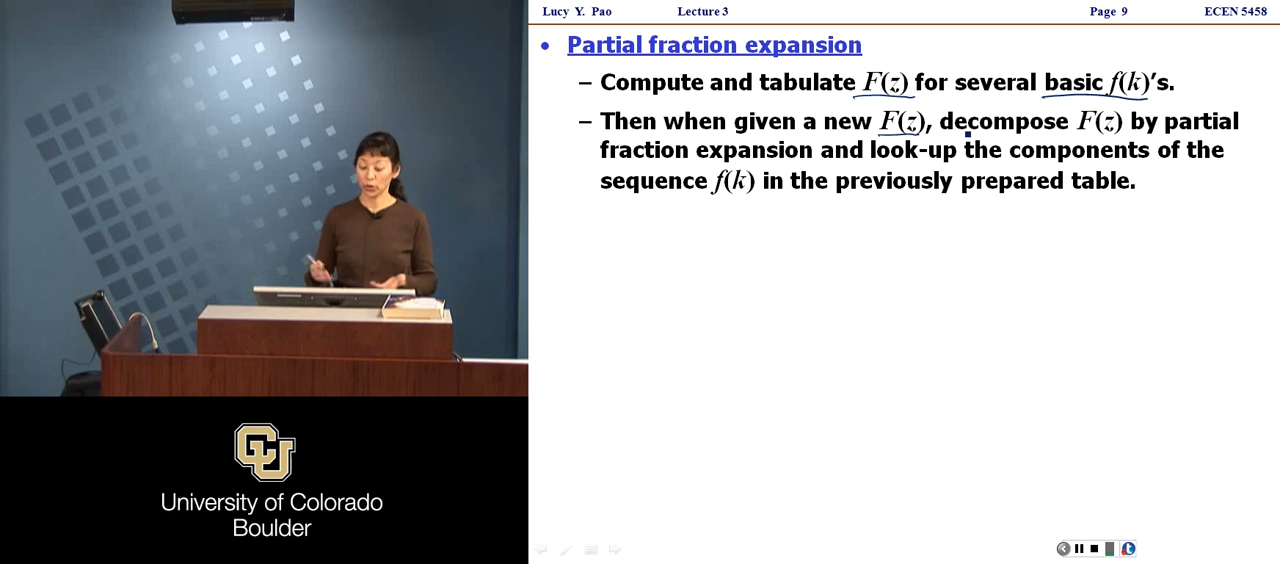 Lucy Y. Pao Lecture 3 Page 9 ECEN 5458
• Partial fraction expansion
– Compute and tabulate F(z) for several basic f(k)'s.
– Then when given a new F(z), decompose F(z) by partial
fraction expansion and look-up the components of the
sequence f(k) in the previously prepared table.
CU
University of Colorado
Boulder